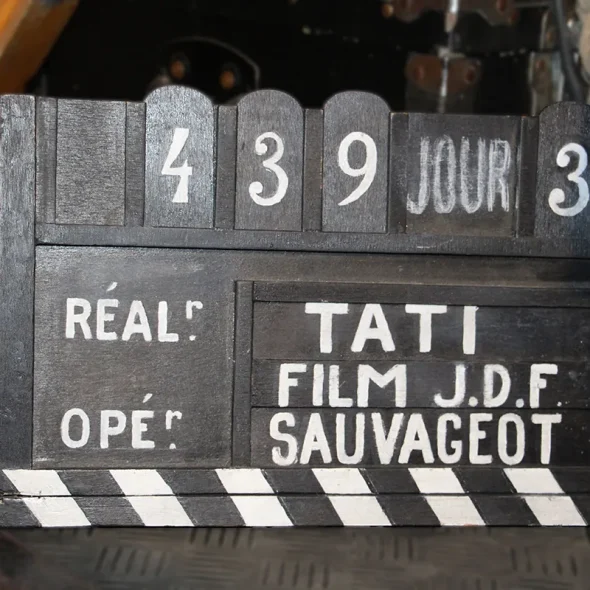 4 3 9 JOUR 3
RÉALr. TATI
FILM J.D.F.
OPÉr. SAUVAGEOT